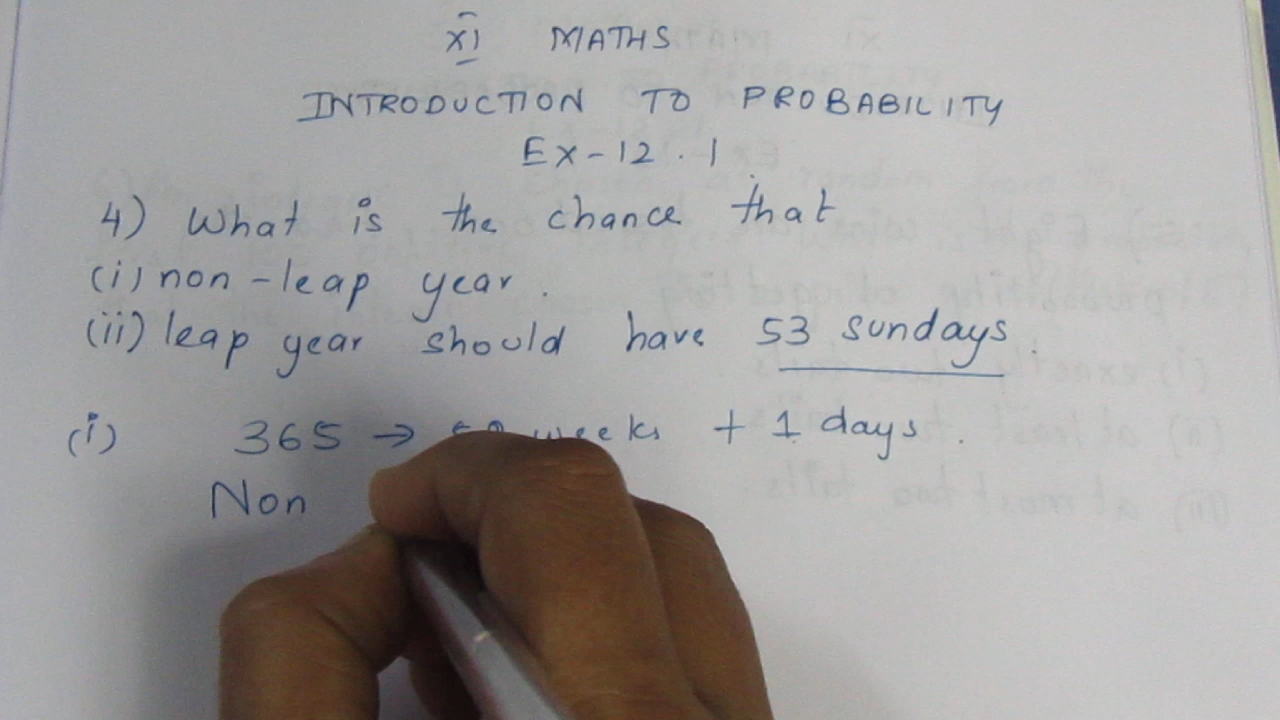 XI MATHS
INTRODUCTION TO PROBABILITY
Ex-12.1
4) What is the chance that
(i) non-leap year.
(ii) leap year should have 53 sundays.
(i) 365 → weeks + 1 days.
Non